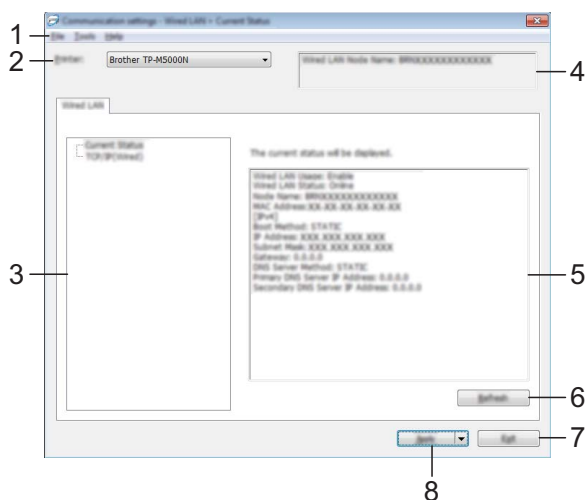 Communication settings - Wired LAN > Current Status
1 File Tools Help
2 Printer: Brother TP-M5000N
Wired LAN Node Name:
4
Wired LAN
Current Status
TCP/IP(Wired)
The current status will be displayed.
Wired LAN Usage: Enable
Wired LAN Status: Online
Node Name:
MAC Address: XX-XX-XX-XX-XX-XX
[IPv4]
Boot Method: STATIC
IP Address: XXX.XXX.XXX.XXX
Subnet Mask: XXX.XXX.XXX.XXX
Gateway: 0.0.0.0
DNS Server Method: STATIC
Primary DNS Server IP Address: 0.0.0.0
Secondary DNS Server IP Address: 0.0.0.0
3
5
Refresh 6
Apply Exit 7
8